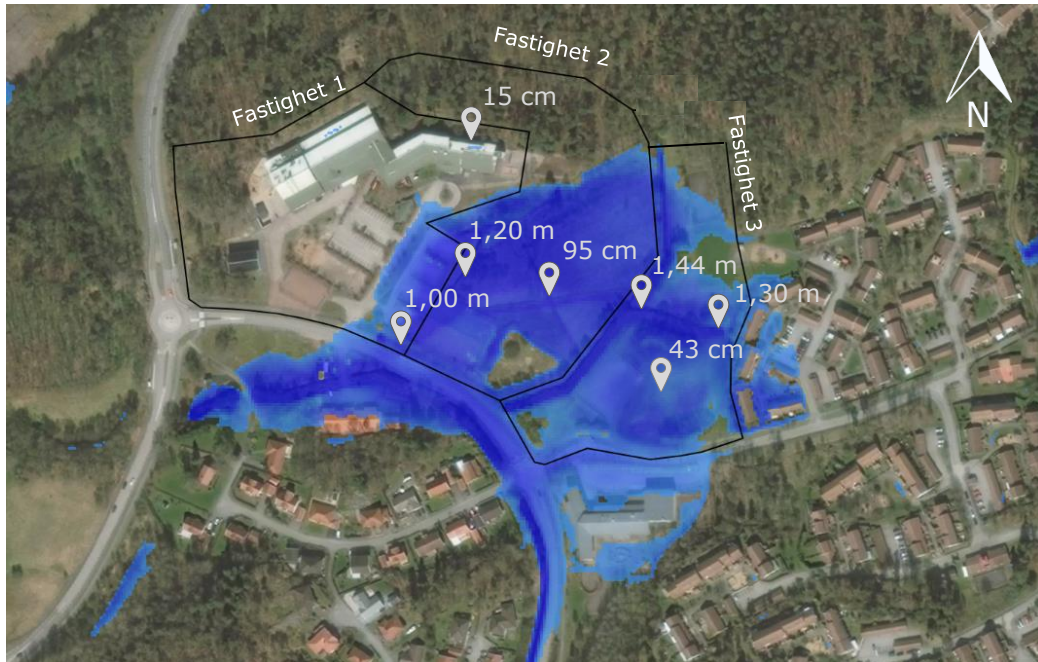 Fastighet 2
Fastighet 1
15 cm
N
Fastighet 3
1,20 m
95 cm
1,44 m
1,00 m
1,30 m
43 cm